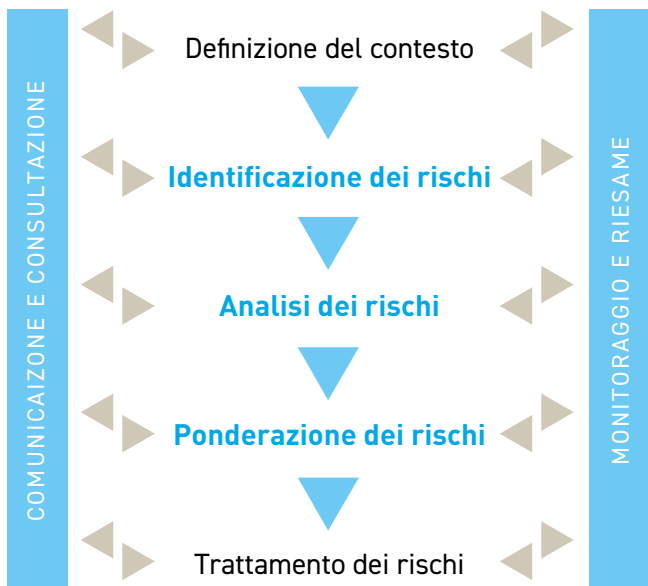 COMUNICAIZONE E CONSULTAZIONE
Definizione del contesto
Identificazione dei rischi
Analisi dei rischi
Ponderazione dei rischi
Trattamento dei rischi
MONITORAGGIO E RIESAME